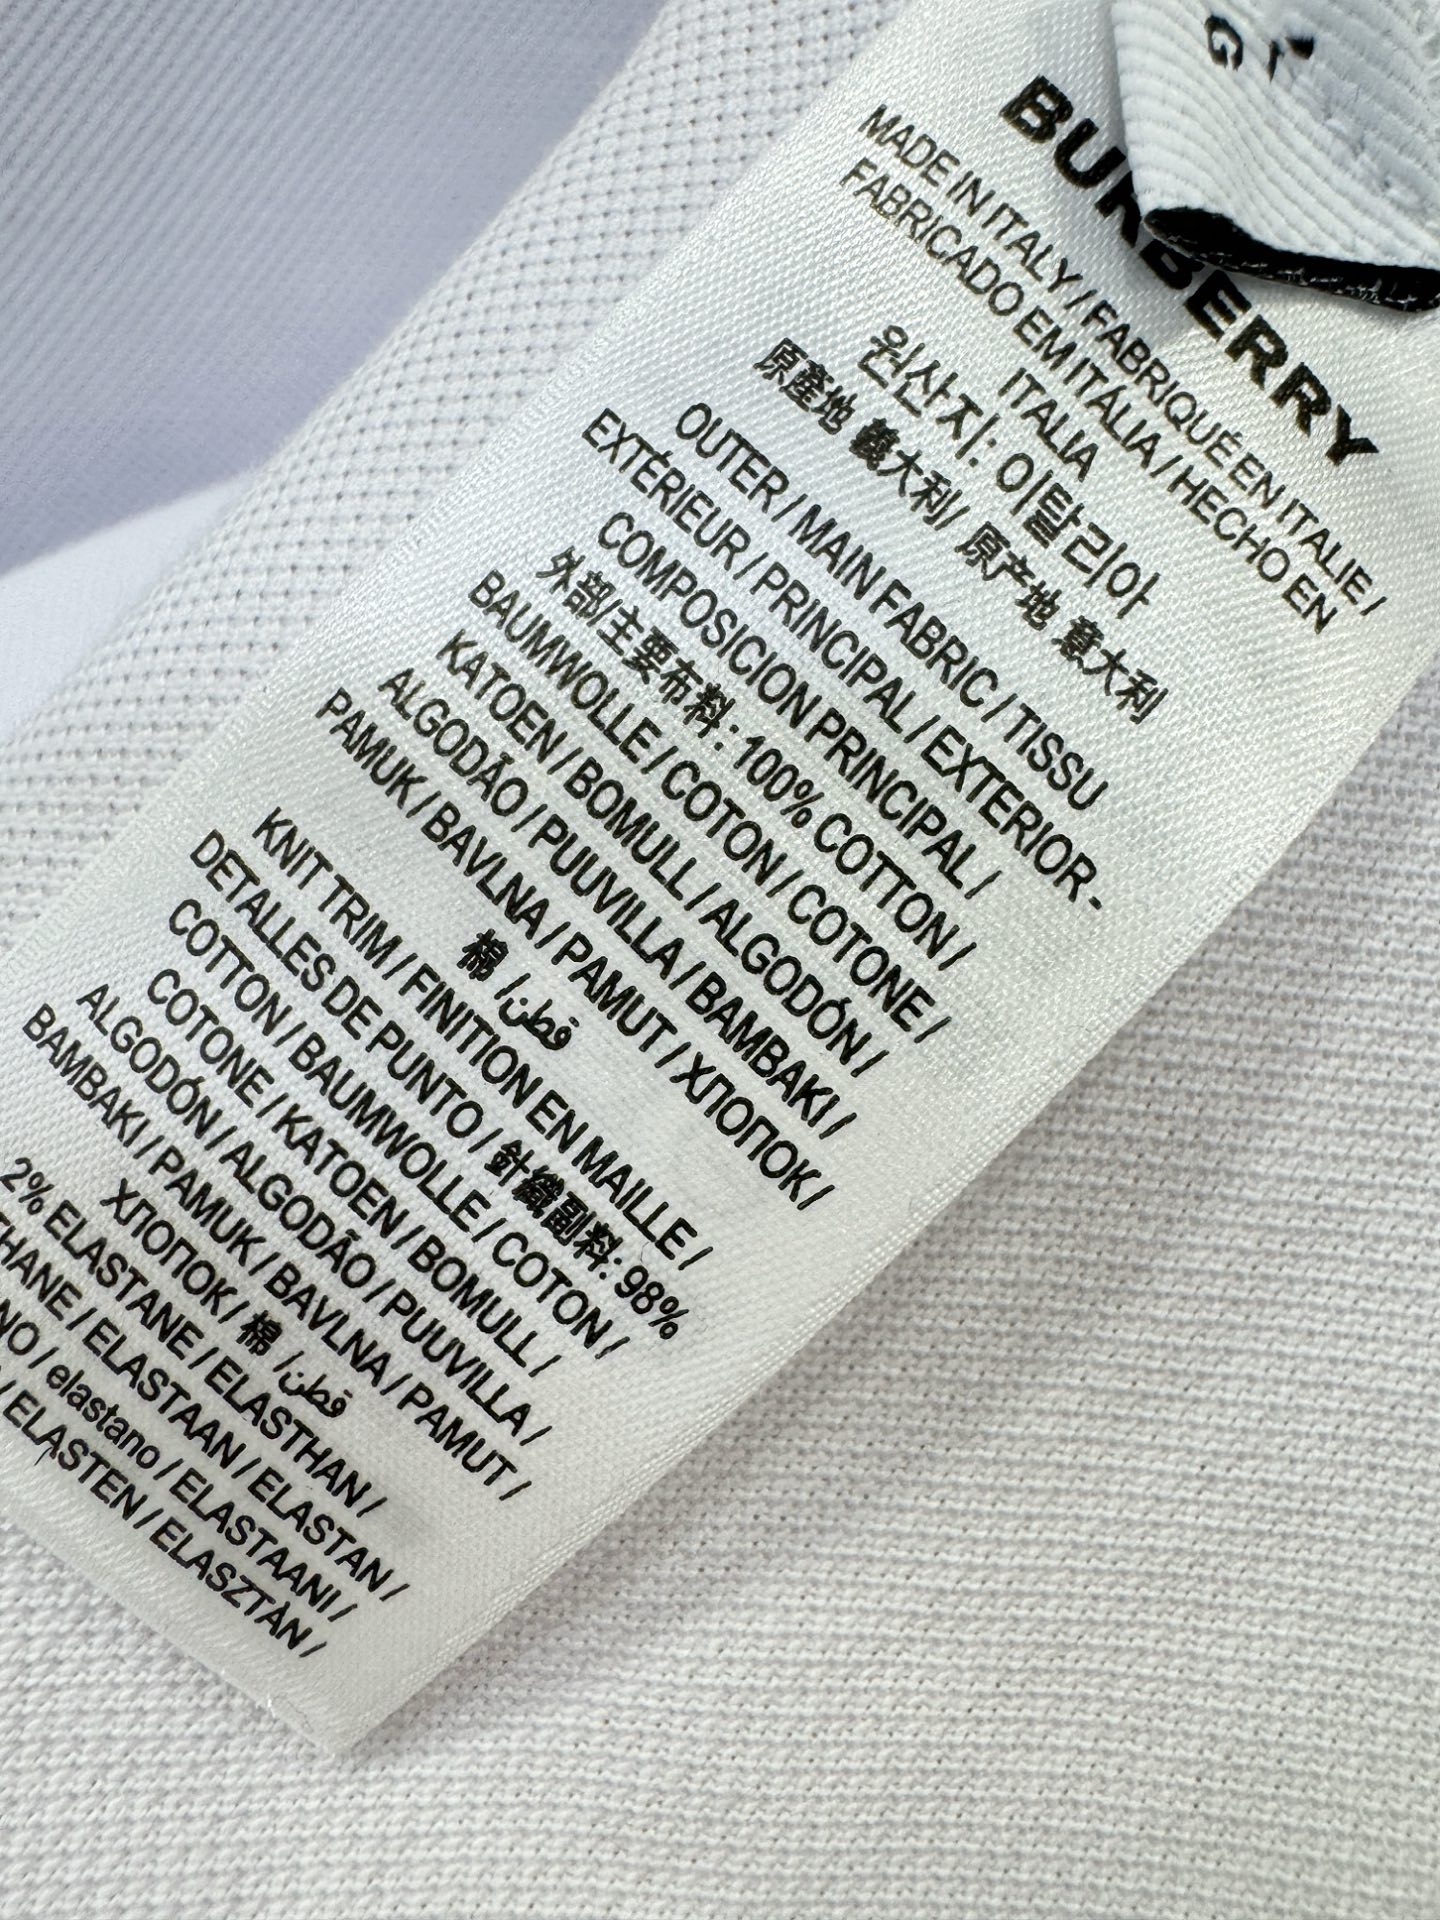 BURBERRY
MADE IN ITALY / FABRIQUÉ EN ITALIE /
FABRICADO EM ITÁLIA / HECHO EN
ITALIA
원산지: 이탈리아
原產地 義大利/ 原产地 意大利
OUTER / MAIN FABRIC / TISSU
EXTÉRIEUR / PRINCIPAL / EXTERIOR -
COMPOSICION PRINCIPAL /
外部/主要布料: 100% COTTON /
BAUMWOLLE / COTON / COTONE /
KATOEN / BOMULL / ALGODÓN /
ALGODÃO / PUUVILLA / BAMBAKI /
PAMUK / BAVLNA / PAMUT / ХЛОПОК /
棉 /قطن
KNIT TRIM / FINITION EN MAILLE /
DETALLES DE PUNTO / 針織副料: 98%
COTTON / BAUMWOLLE / COTON /
COTONE / KATOEN / BOMULL /
ALGODÓN / ALGODÃO / PUUVILLA /
BAMBAKI / PAMUK / BAVLNA / PAMUT /
ХЛОПОК / 棉 /قطن
2% ELASTANE / ELASTHAN /
/ ELASTAAN / ELASTAN /
/ elastano / ELASTAANI /
/ ELASTEN / ELASZTÁN /